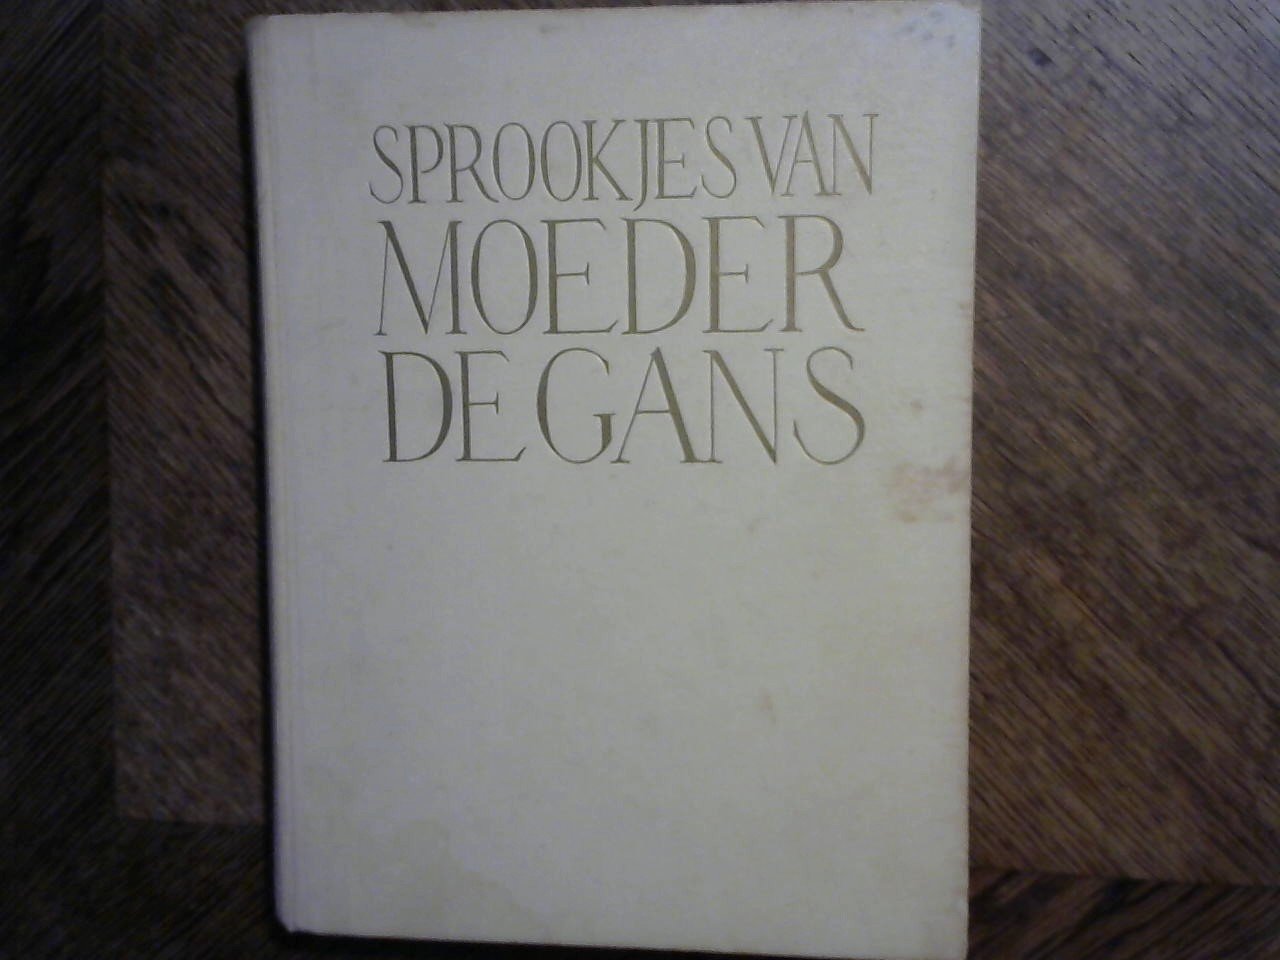 SPROOKJES VAN
MOEDER
DE GANS